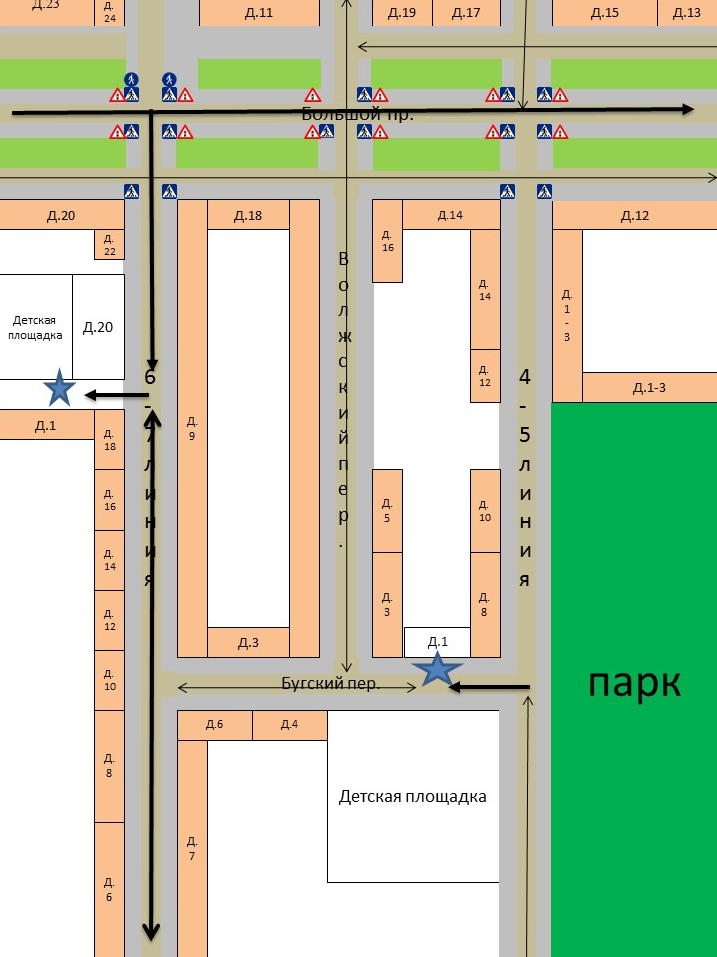 Д.23
Д.
24
Д.11
Д.19
Д.17
Д.15
Д.13
Большой пр.
Д.20
Д.
22
Д.18
Д.
16
Д.14
Д.12
Детская
площадка
Д.20
Волжский пер.
Д.
14
Д.
12
Д.
1
-
3
Д.1-3
6-7 линия
4-5 линия
Д.1
Д.
18
Д.
9
Д.
16
Д.
5
Д.
10
Д.
14
Д.
12
Д.
3
Д.
8
Д.3
Д.1
Д.
10
Бугский пер.
парк
Д.6
Д.4
Д.
8
Детская площадка
Д.
7
Д.
6